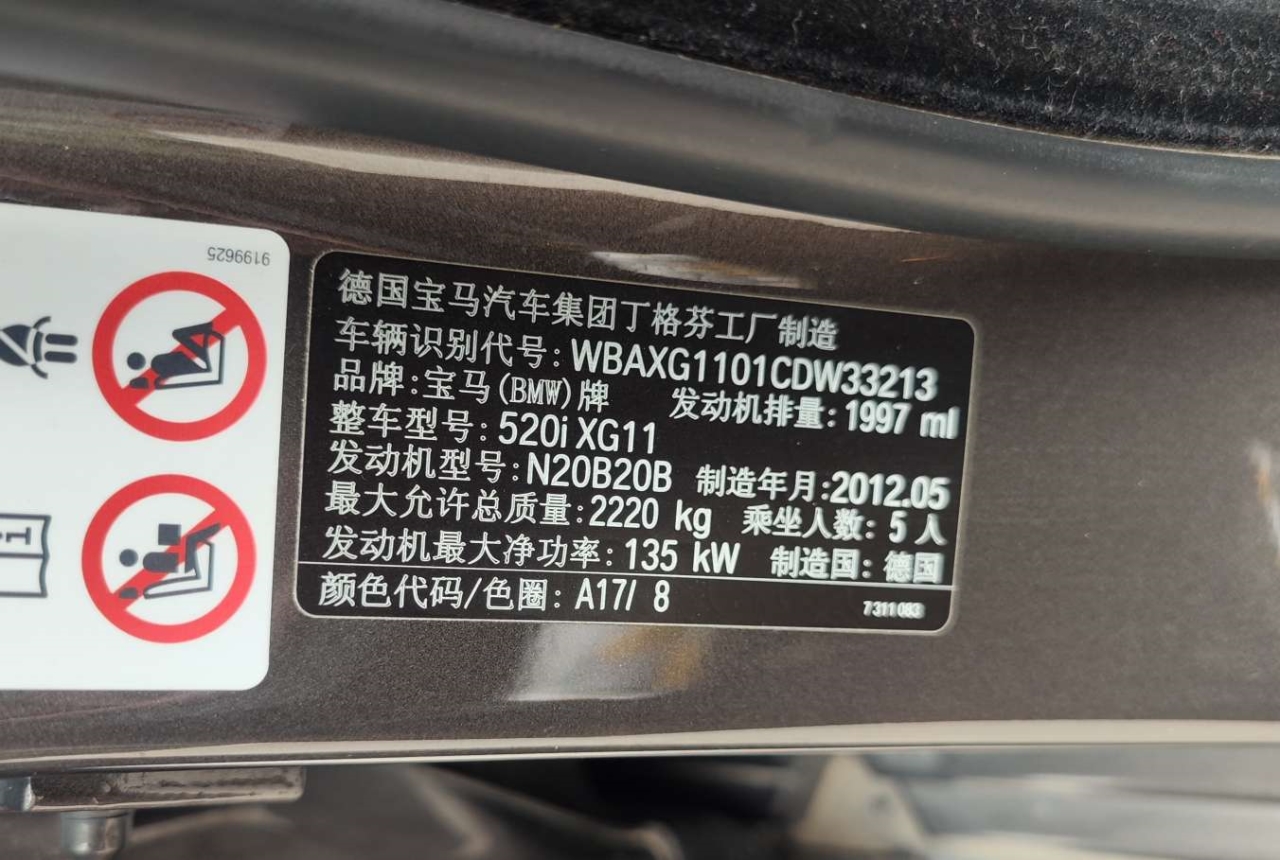 9199625
德国宝马汽车集团丁格芬工厂制造
车辆识别代号: WBAXG1101CDW33213
品牌:宝马(BMW)牌 发动机排量: 1997 ml
整车型号: 520i XG11
发动机型号: N20B20B 制造年月:2012.05
最大允许总质量:2220 kg 乘坐人数: 5 人
发动机最大净功率: 135 kW 制造国: 德国
颜色代码/色圈: A17/ 8 7311083